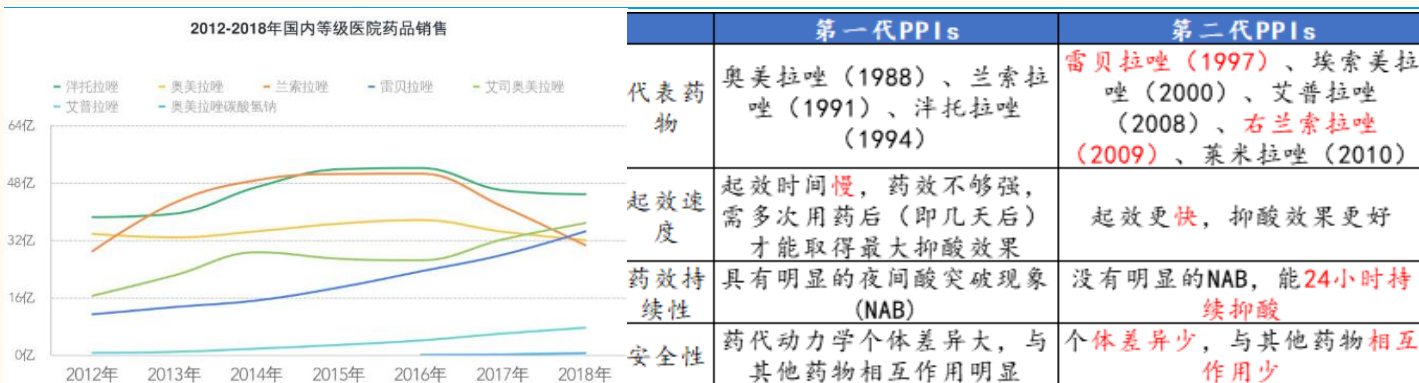 2012-2018年国内等级医院药品销售
泮托拉唑 奥美拉唑 兰索拉唑 雷贝拉唑 艾司奥美拉唑
艾普拉唑 奥美拉唑碳酸氢钠
64亿
48亿
32亿
16亿
0亿
2012年 2013年 2014年 2015年 2016年 2017年 2018年
第一代PPIs 第二代PPIs
代表药
物
奥美拉唑（1988）、兰索拉
唑（1991）、泮托拉唑
（1994）
雷贝拉唑（1997）、埃索美拉
唑（2000）、艾普拉唑
（2008）、右兰索拉唑
（2009）、莱米拉唑（2010）
起效速
度
起效时间慢，药效不够强，
需多次用药后（即几天后）
才能取得最大抑酸效果
起效更快，抑酸效果更好
药效持
续性
具有明显的夜间酸突破现象
(NAB)
没有明显的NAB，能24小时持
续抑酸
安全性
药代动力学个体差异大，与
其他药物相互作用明显
个体差异少，与其他药物相互
作用少